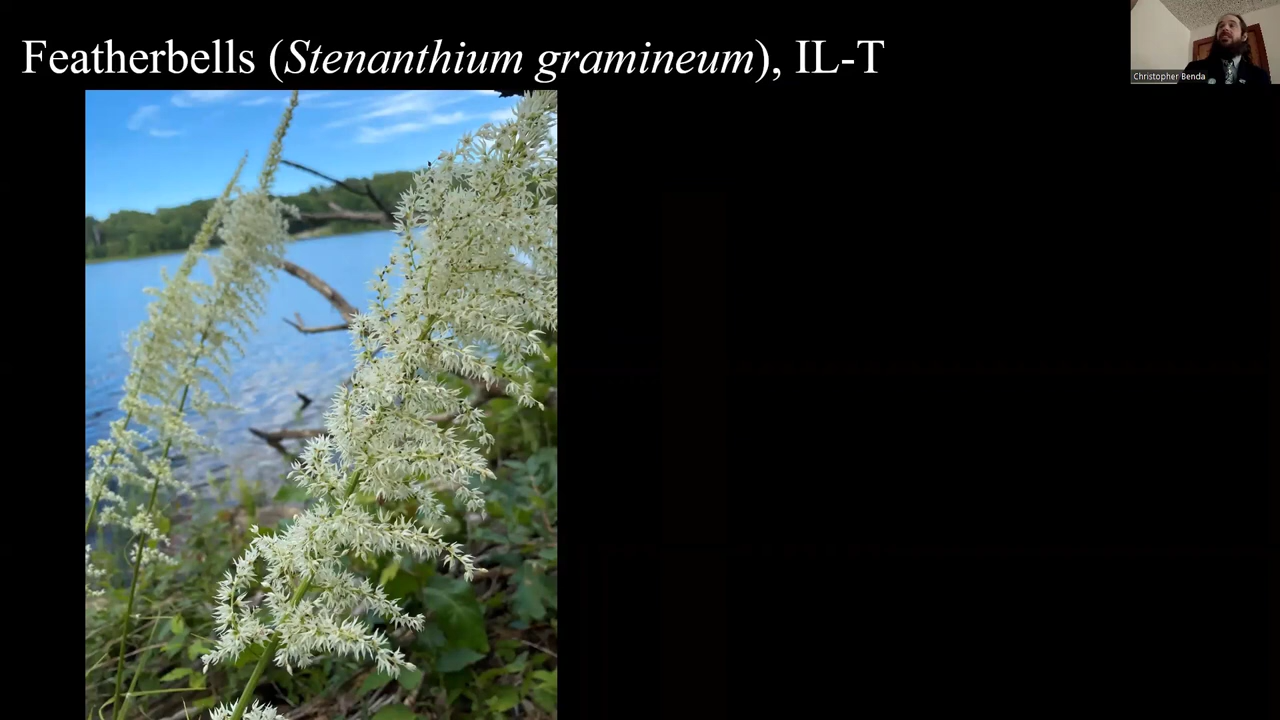 Featherbells (Stenanthium gramineum), IL-T
Christopher Benda